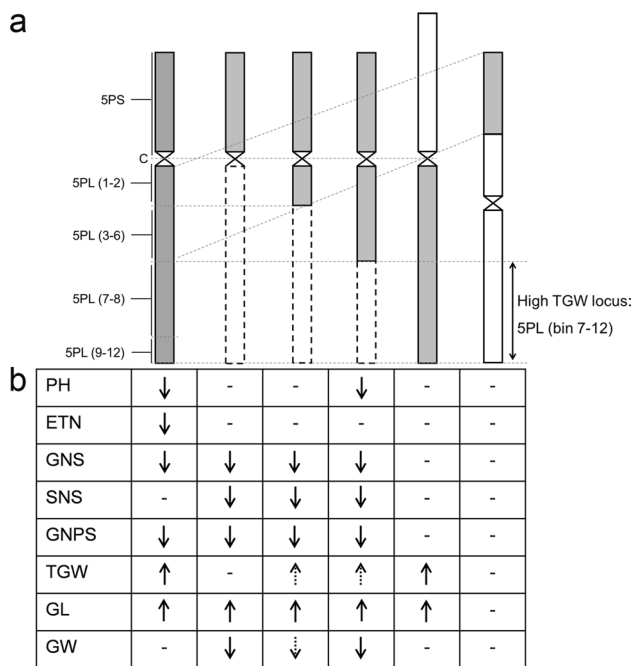 a
5PS
C
5PL (1-2)
5PL (3-6)
5PL (7-8)
5PL (9-12)
High TGW locus:
5PL (bin 7-12)
b
PH ↓ - - ↓ - -
ETN ↓ - - - - -
GNS ↓ ↓ ↓ ↓ - -
SNS - ↓ ↓ ↓ - -
GNPS ↓ ↓ ↓ ↓ - -
TGW ↑ - ⇡ ⇡ ↑ -
GL ↑ ↑ ↑ ↑ ↑ -
GW - ↓ ⇣ ↓ - -